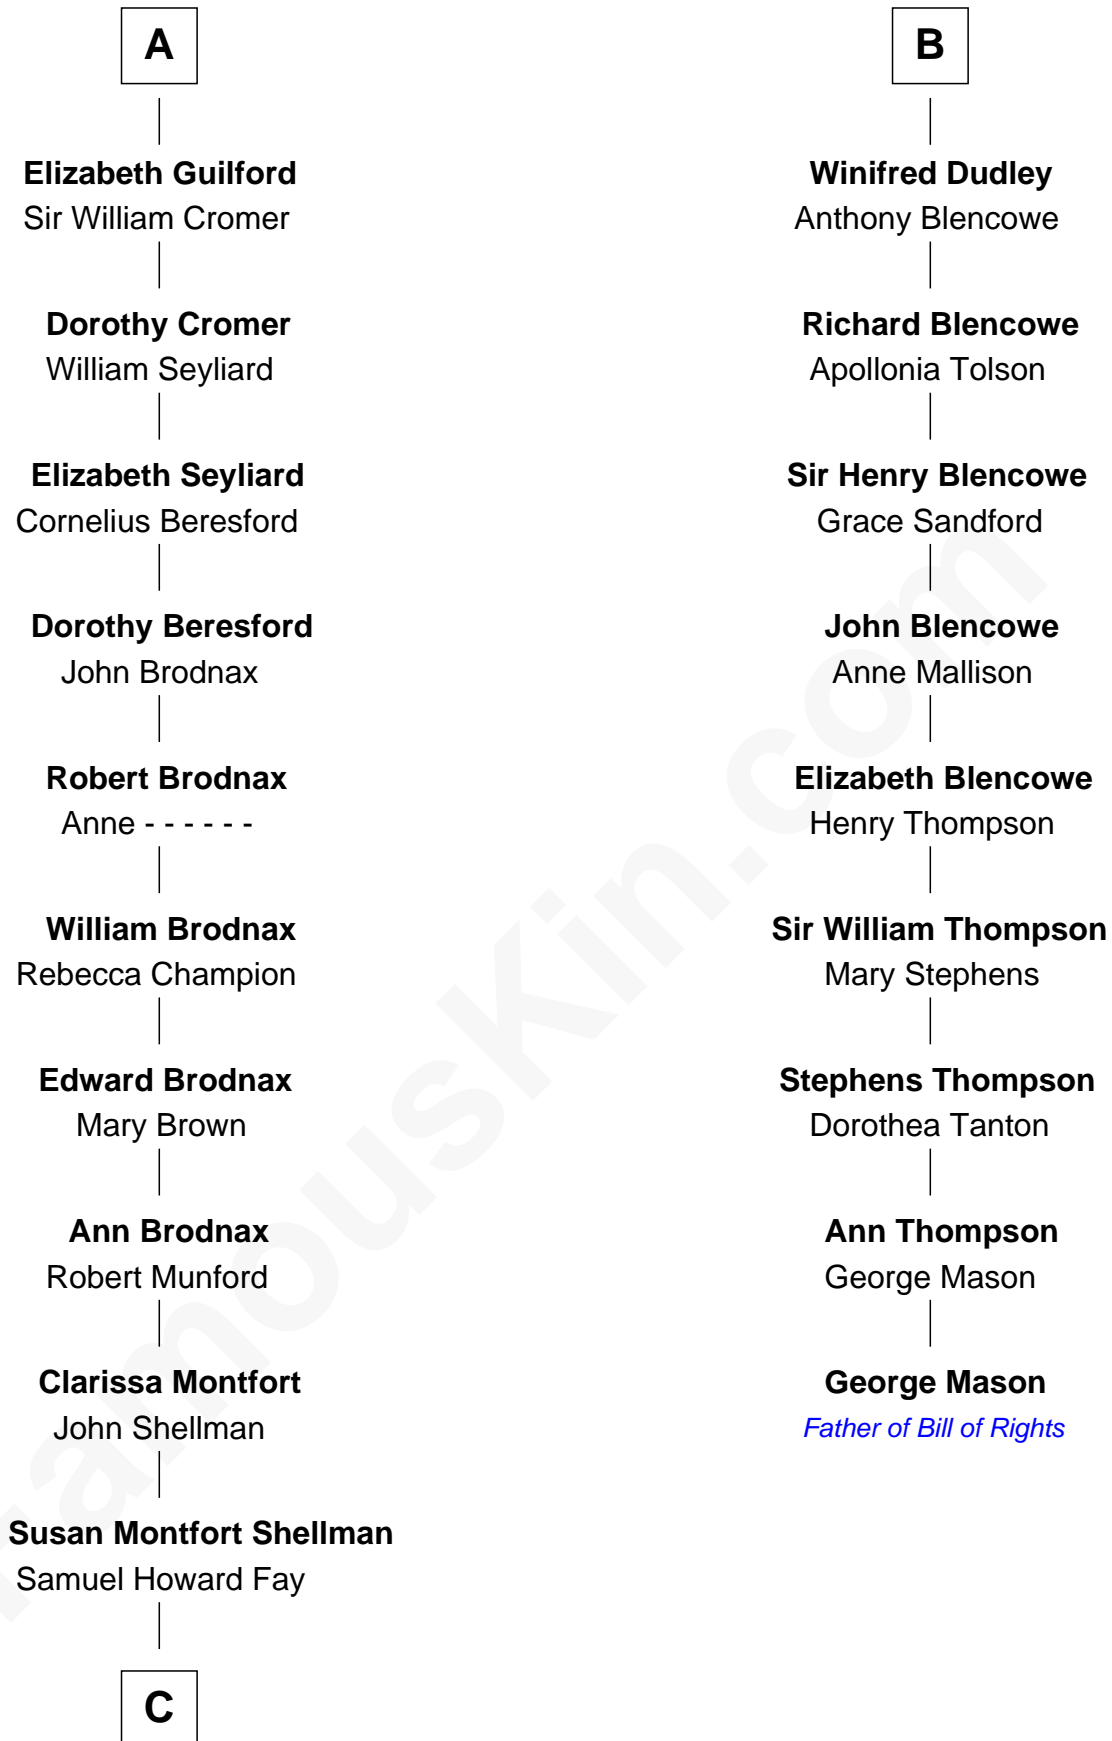 A
Elizabeth Guilford
Sir William Cromer
Dorothy Cromer
William Seyliard
Elizabeth Seyliard
Cornelius Beresford
Dorothy Beresford
John Brodnax
Robert Brodnax
Anne - - - - - -
William Brodnax
Rebecca Champion
Edward Brodnax
Mary Brown
Ann Brodnax
Robert Munford
Clarissa Montfort
John Shellman
Susan Montfort Shellman
Samuel Howard Fay
C
B
Winifred Dudley
Anthony Blencowe
Richard Blencowe
Apollonia Tolson
Sir Henry Blencowe
Grace Sandford
John Blencowe
Anne Mallison
Elizabeth Blencowe
Henry Thompson
Sir William Thompson
Mary Stephens
Stephens Thompson
Dorothea Tanton
Ann Thompson
George Mason
George Mason
Father of Bill of Rights
FamousKin.com